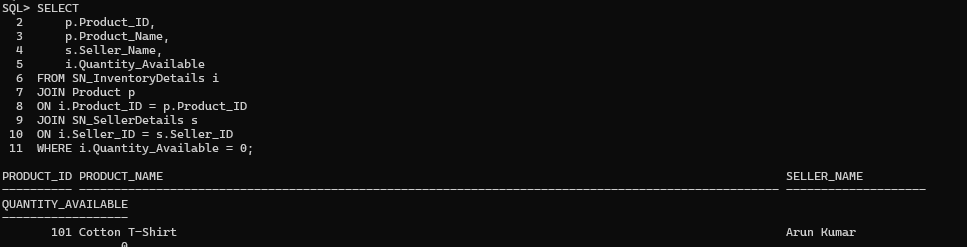 SQL> SELECT
  2      p.Product_ID,
  3      p.Product_Name,
  4      s.Seller_Name,
  5      i.Quantity_Available
  6  FROM SN_InventoryDetails i
  7  JOIN Product p
  8  ON i.Product_ID = p.Product_ID
  9  JOIN SN_SellerDetails s
 10  ON i.Seller_ID = s.Seller_ID
 11  WHERE i.Quantity_Available = 0;
PRODUCT_ID PRODUCT_NAME SELLER_NAME
---------- ---------------------------------------------------------------------------------------------------- --------------------
QUANTITY_AVAILABLE
------------------
101 Cotton T-Shirt Arun Kumar
0